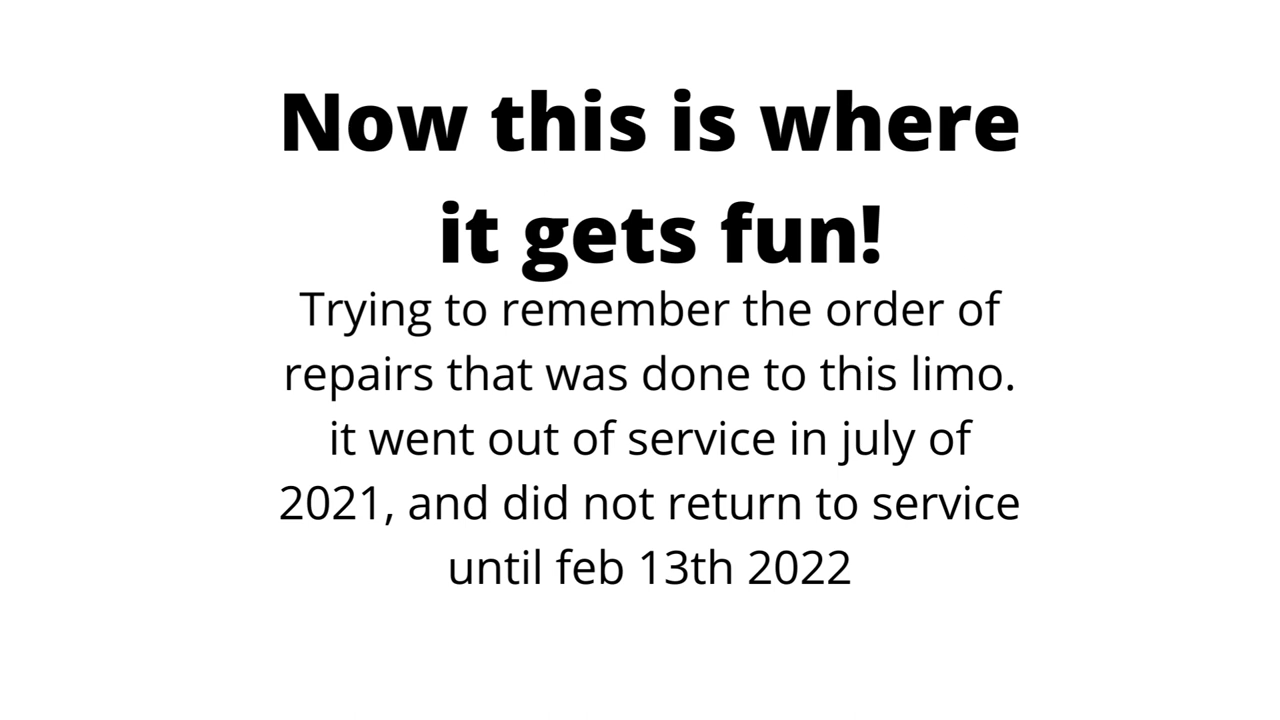 Now this is where
it gets fun!
Trying to remember the order of
repairs that was done to this limo.
it went out of service in july of
2021, and did not return to service
until feb 13th 2022